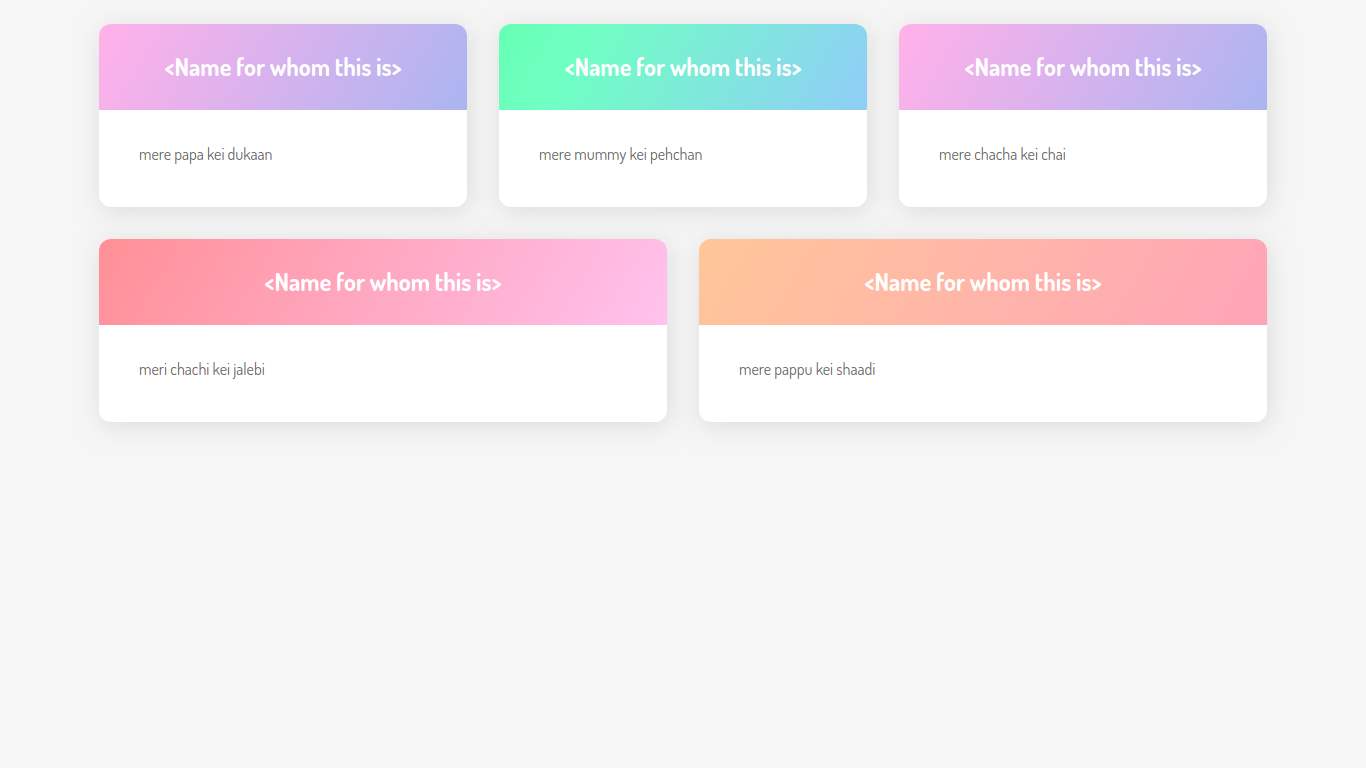 <Name for whom this is>
<Name for whom this is>
<Name for whom this is>
mere papa kei dukaan
mere mummy kei pehchan
mere chacha kei chai
<Name for whom this is>
<Name for whom this is>
meri chachi kei jalebi
mere pappu kei shaadi